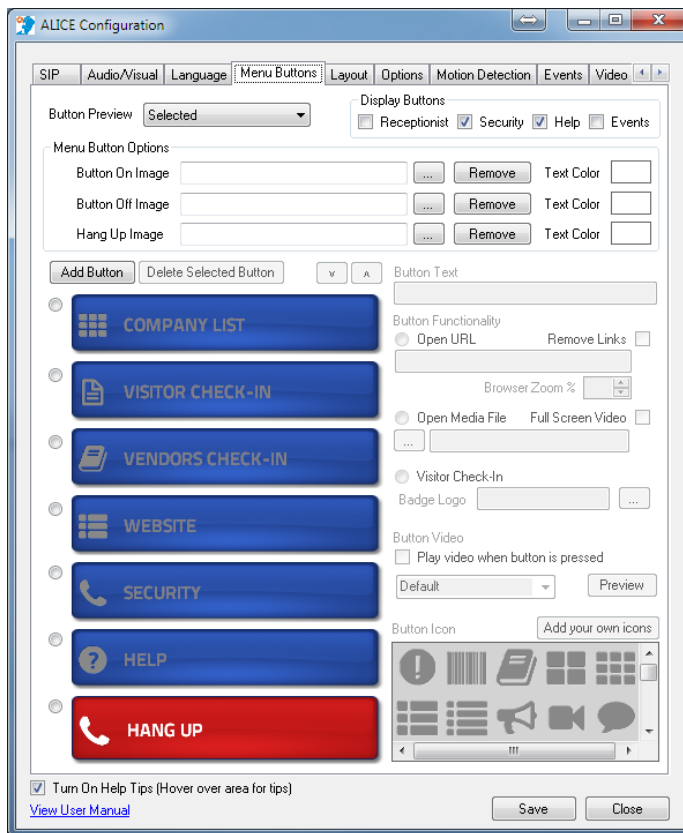 ALICE Configuration
SIP Audio/Visual Language Menu Buttons Layout Options Motion Detection Events Video
Button Preview Selected
Display Buttons
Receptionist Security Help Events
Menu Button Options
Button On Image ... Remove Text Color
Button Off Image ... Remove Text Color
Hang Up Image ... Remove Text Color
Add Button Delete Selected Button v ʌ Button Text
COMPANY LIST
Button Functionality
Open URL Remove Links
Browser Zoom %
VISITOR CHECK-IN
Open Media File Full Screen Video
...
VENDORS CHECK-IN
Visitor Check-In
Badge Logo ...
WEBSITE
Button Video
Play video when button is pressed
Default Preview
SECURITY
Button Icon Add your own icons
HELP
HANG UP
Turn On Help Tips (Hover over area for tips)
View User Manual
Save Close